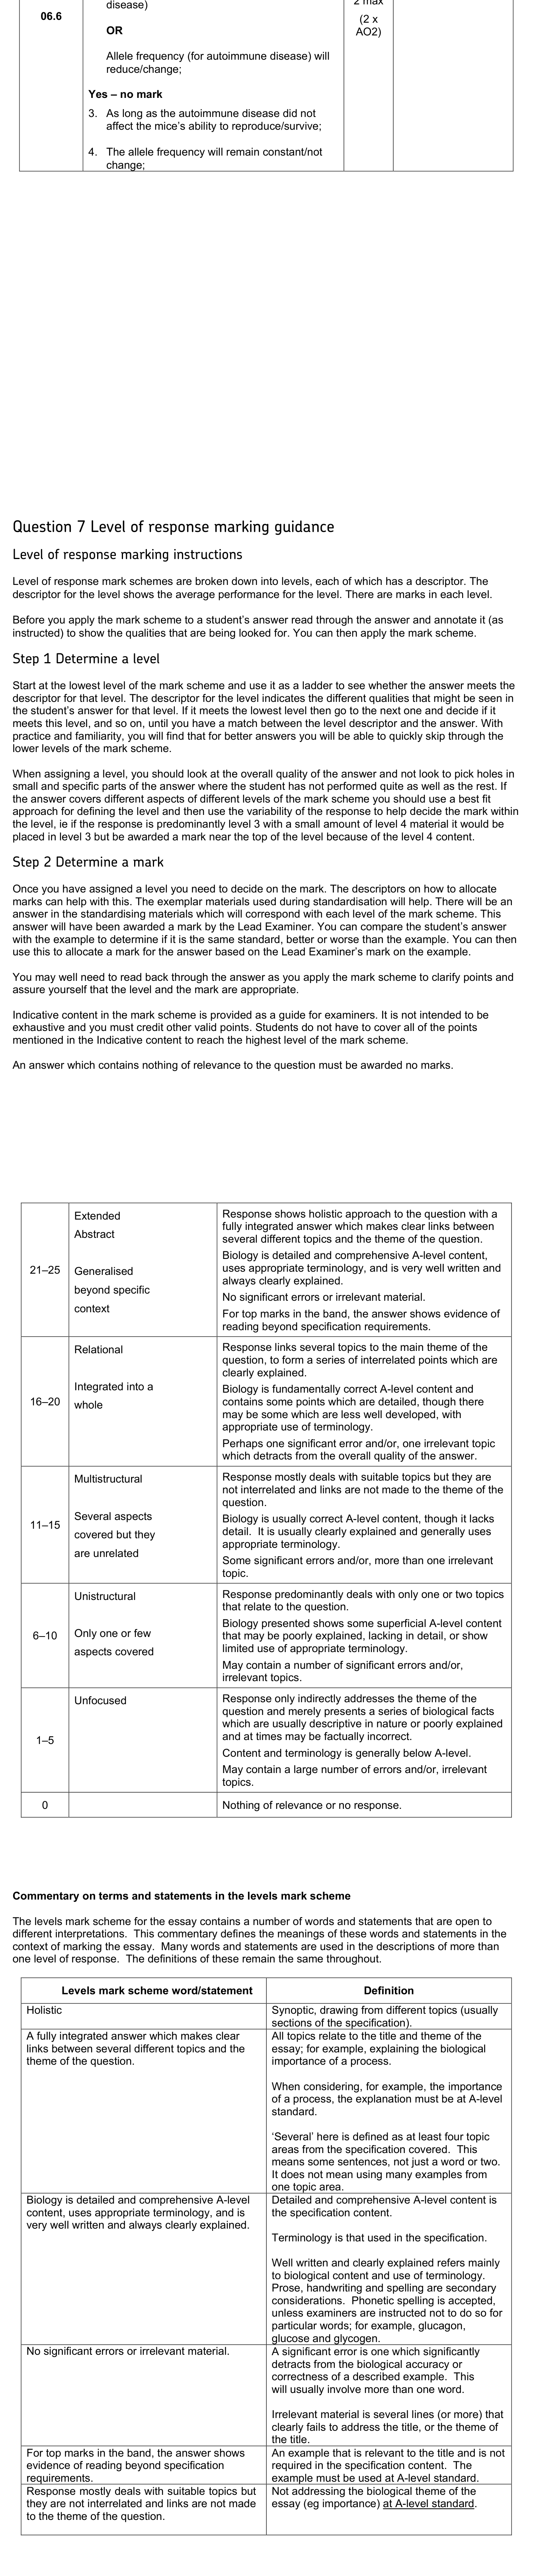 disease)
2 max
06.6
(2 x
AO2)
OR
Allele frequency (for autoimmune disease) will
reduce/change;
Yes – no mark
3. As long as the autoimmune disease did not
affect the mice's ability to reproduce/survive;
4. The allele frequency will remain constant/not
change;
Question 7 Level of response marking guidance
Level of response marking instructions
Level of response mark schemes are broken down into levels, each of which has a descriptor. The
descriptor for the level shows the average performance for the level. There are marks in each level.
Before you apply the mark scheme to a student's answer read through the answer and annotate it (as
instructed) to show the qualities that are being looked for. You can then apply the mark scheme.
Step 1 Determine a level
Start at the lowest level of the mark scheme and use it as a ladder to see whether the answer meets the
descriptor for that level. The descriptor for the level indicates the different qualities that might be seen in
the student's answer for that level. If it meets the lowest level then go to the next one and decide if it
meets this level, and so on, until you have a match between the level descriptor and the answer. With
practice and familiarity, you will find that for better answers you will be able to quickly skip through the
lower levels of the mark scheme.
When assigning a level, you should look at the overall quality of the answer and not look to pick holes in
small and specific parts of the answer where the student has not performed quite as well as the rest. If
the answer covers different aspects of different levels of the mark scheme you should use a best fit
approach for defining the level and then use the variability of the response to help decide the mark within
the level, ie if the response is predominantly level 3 with a small amount of level 4 material it would be
placed in level 3 but be awarded a mark near the top of the level because of the level 4 content.
Step 2 Determine a mark
Once you have assigned a level you need to decide on the mark. The descriptors on how to allocate
marks can help with this. The exemplar materials used during standardisation will help. There will be an
answer in the standardising materials which will correspond with each level of the mark scheme. This
answer will have been awarded a mark by the Lead Examiner. You can compare the student's answer
with the example to determine if it is the same standard, better or worse than the example. You can then
use this to allocate a mark for the answer based on the Lead Examiner's mark on the example.
You may well need to read back through the answer as you apply the mark scheme to clarify points and
assure yourself that the level and the mark are appropriate.
Indicative content in the mark scheme is provided as a guide for examiners. It is not intended to be
exhaustive and you must credit other valid points. Students do not have to cover all of the points
mentioned in the Indicative content to reach the highest level of the mark scheme.
An answer which contains nothing of relevance to the question must be awarded no marks.
21–25
Extended
Abstract
Generalised
beyond specific
context
Response shows holistic approach to the question with a
fully integrated answer which makes clear links between
several different topics and the theme of the question.
Biology is detailed and comprehensive A-level content,
uses appropriate terminology, and is very well written and
always clearly explained.
No significant errors or irrelevant material.
For top marks in the band, the answer shows evidence of
reading beyond specification requirements.
16–20
Relational
Integrated into a
whole
Response links several topics to the main theme of the
question, to form a series of interrelated points which are
clearly explained.
Biology is fundamentally correct A-level content and
contains some points which are detailed, though there
may be some which are less well developed, with
appropriate use of terminology.
Perhaps one significant error and/or, one irrelevant topic
which detracts from the overall quality of the answer.
11–15
Multistructural
Several aspects
covered but they
are unrelated
Response mostly deals with suitable topics but they are
not interrelated and links are not made to the theme of the
question.
Biology is usually correct A-level content, though it lacks
detail. It is usually clearly explained and generally uses
appropriate terminology.
Some significant errors and/or, more than one irrelevant
topic.
6–10
Unistructural
Only one or few
aspects covered
Response predominantly deals with only one or two topics
that relate to the question.
Biology presented shows some superficial A-level content
that may be poorly explained, lacking in detail, or show
limited use of appropriate terminology.
May contain a number of significant errors and/or,
irrelevant topics.
1–5
Unfocused
Response only indirectly addresses the theme of the
question and merely presents a series of biological facts
which are usually descriptive in nature or poorly explained
and at times may be factually incorrect.
Content and terminology is generally below A-level.
May contain a large number of errors and/or, irrelevant
topics.
0
Nothing of relevance or no response.
Commentary on terms and statements in the levels mark scheme
The levels mark scheme for the essay contains a number of words and statements that are open to
different interpretations. This commentary defines the meanings of these words and statements in the
context of marking the essay. Many words and statements are used in the descriptions of more than
one level of response. The definitions of these remain the same throughout.
Levels mark scheme word/statement
Definition
Holistic
Synoptic, drawing from different topics (usually
sections of the specification).
A fully integrated answer which makes clear
links between several different topics and the
theme of the question.
All topics relate to the title and theme of the
essay; for example, explaining the biological
importance of a process.
When considering, for example, the importance
of a process, the explanation must be at A-level
standard.
'Several' here is defined as at least four topic
areas from the specification covered. This
means some sentences, not just a word or two.
It does not mean using many examples from
one topic area.
Biology is detailed and comprehensive A-level
content, uses appropriate terminology, and is
very well written and always clearly explained.
Detailed and comprehensive A-level content is
the specification content.
Terminology is that used in the specification.
Well written and clearly explained refers mainly
to biological content and use of terminology.
Prose, handwriting and spelling are secondary
considerations. Phonetic spelling is accepted,
unless examiners are instructed not to do so for
particular words; for example, glucagon,
glucose and glycogen.
No significant errors or irrelevant material.
A significant error is one which significantly
detracts from the biological accuracy or
correctness of a described example. This
will usually involve more than one word.
Irrelevant material is several lines (or more) that
clearly fails to address the title, or the theme of
the title.
For top marks in the band, the answer shows
evidence of reading beyond specification
requirements.
An example that is relevant to the title and is not
required in the specification content. The
example must be used at A-level standard.
Response mostly deals with suitable topics but
they are not interrelated and links are not made
to the theme of the question.
Not addressing the biological theme of the
essay (eg importance) at A-level standard.